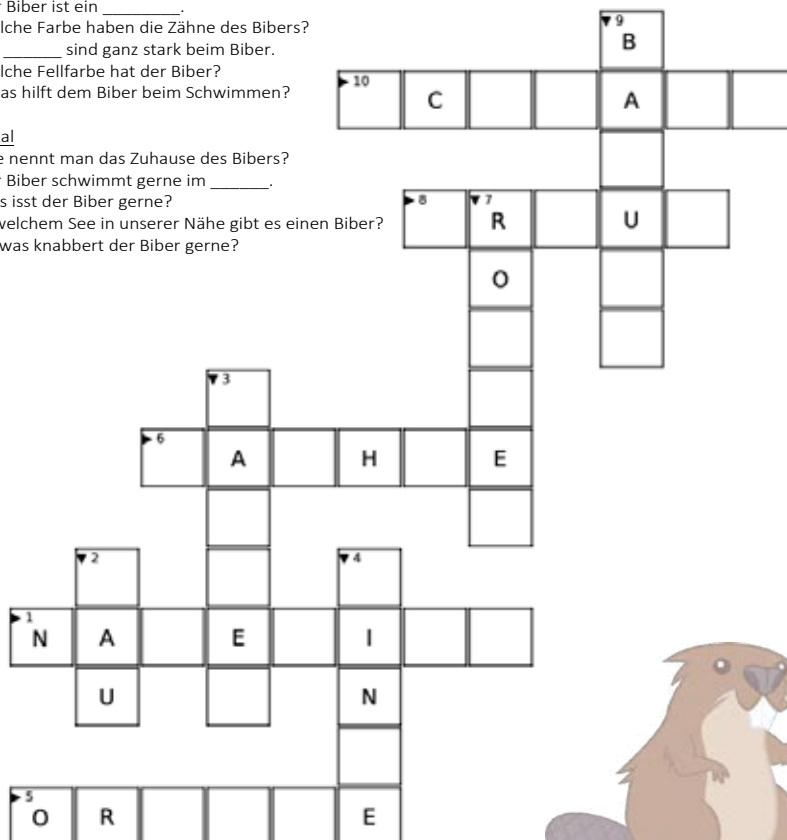 r Biber ist ein ________.
lche Farbe haben die Zähne des Bibers?
______ sind ganz stark beim Biber.
lche Fellfarbe hat der Biber?
as hilft dem Biber beim Schwimmen?
al
e nennt man das Zuhause des Bibers?
r Biber schwimmt gerne im ______.
s isst der Biber gerne?
welchem See in unserer Nähe gibt es einen Biber?
was knabbert der Biber gerne?
9 B
10 C A
8 7 R U
O
3
6 A H E
2 4
1 N A E I
U N
5 O R E